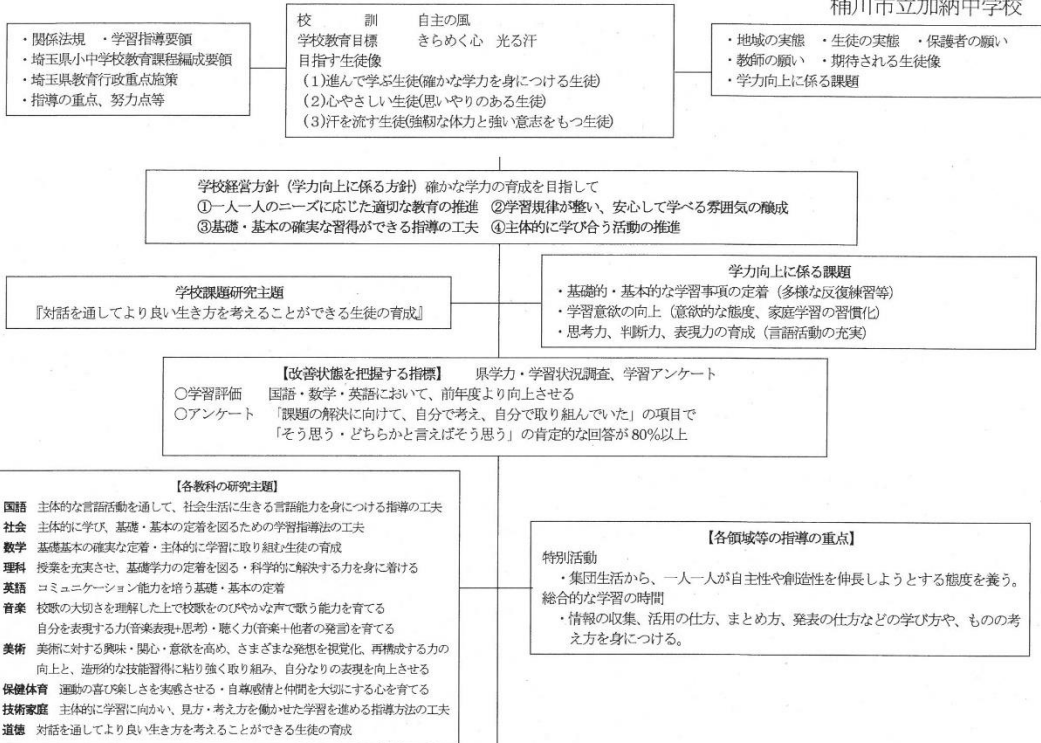 桶川市立加納中学校
・関係法規　・学習指導要領
・埼玉県小中学校教育課程編成要領
・埼玉県教育行政重点施策
・指導の重点、努力点等
校　　訓　　自主の風
学校教育目標　　きらめく心　光る汗
目指す生徒像
(1)進んで学ぶ生徒(確かな学力を身につける生徒)
(2)心やさしい生徒(思いやりのある生徒)
(3)汗を流す生徒(強靭な体力と強い意志をもつ生徒)
・地域の実態　・生徒の実態　・保護者の願い
・教師の願い　・期待される生徒像
・学力向上に係る課題
学校経営方針（学力向上に係る方針）確かな学力の育成を目指して
①一人一人のニーズに応じた適切な教育の推進　②学習規律が整い、安心して学べる雰囲気の醸成
③基礎・基本の確実な習得ができる指導の工夫　④主体的に学び合う活動の推進
学校課題研究主題
『対話を通してより良い生き方を考えることができる生徒の育成』
学力向上に係る課題
・基礎的・基本的な学習事項の定着（多様な反復練習等）
・学習意欲の向上（意欲的な態度、家庭学習の習慣化）
・思考力、判断力、表現力の育成（言語活動の充実）
【改善状態を把握する指標】　県学力・学習状況調査、学習アンケート
○学習評価　国語・数学・英語において、前年度より向上させる
○アンケート　「課題の解決に向けて、自分で考え、自分で取り組んでいた」の項目で
「そう思う・どちらかと言えばそう思う」の肯定的な回答が80%以上
【各教科の研究主題】
国語　主体的な言語活動を通して、社会生活に生きる言語能力を身につける指導の工夫
社会　主体的に学び、基礎・基本の定着を図るための学習指導法の工夫
数学　基礎基本の確実な定着・主体的に学習に取り組む生徒の育成
理科　授業を充実させ、基礎学力の定着を図る・科学的に解決する力を身に着ける
英語　コミュニケーション能力を培う基礎・基本の定着
音楽　校歌の大切さを理解した上で校歌をのびやかな声で歌う能力を育てる
自分を表現する力(音楽表現+思考)・聴く力(音楽+他者の発言)を育てる
美術　美術に対する興味・関心・意欲を高め、さまざまな発想を視覚化、再構成する力の
向上と、造形的な技能習得に粘り強く取り組み、自分なりの表現を向上させる
保健体育　運動の喜び楽しさを実感させる・自尊感情と仲間を大切にする心を育てる
技術家庭　主体的に学習に向かい、見方・考え方を働かせた学習を進める指導方法の工夫
道徳　対話を通してより良い生き方を考えることができる生徒の育成
【各領域等の指導の重点】
特別活動
・集団生活から、一人一人が自主性や創造性を伸長しようとする態度を養う。
総合的な学習の時間
・情報の収集、活用の仕方、まとめ方、発表の仕方などの学び方や、ものの考
え方を身につける。